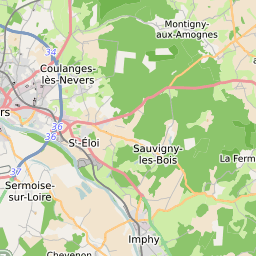 Montigny-
aux-Amognes
34
Coulanges-
lès-Nevers
rs
36
36
St-Éloi
Sauvigny-
les-Bois
La Ferm
37
Sermoise-
sur-Loire
Imphy
Chevenon